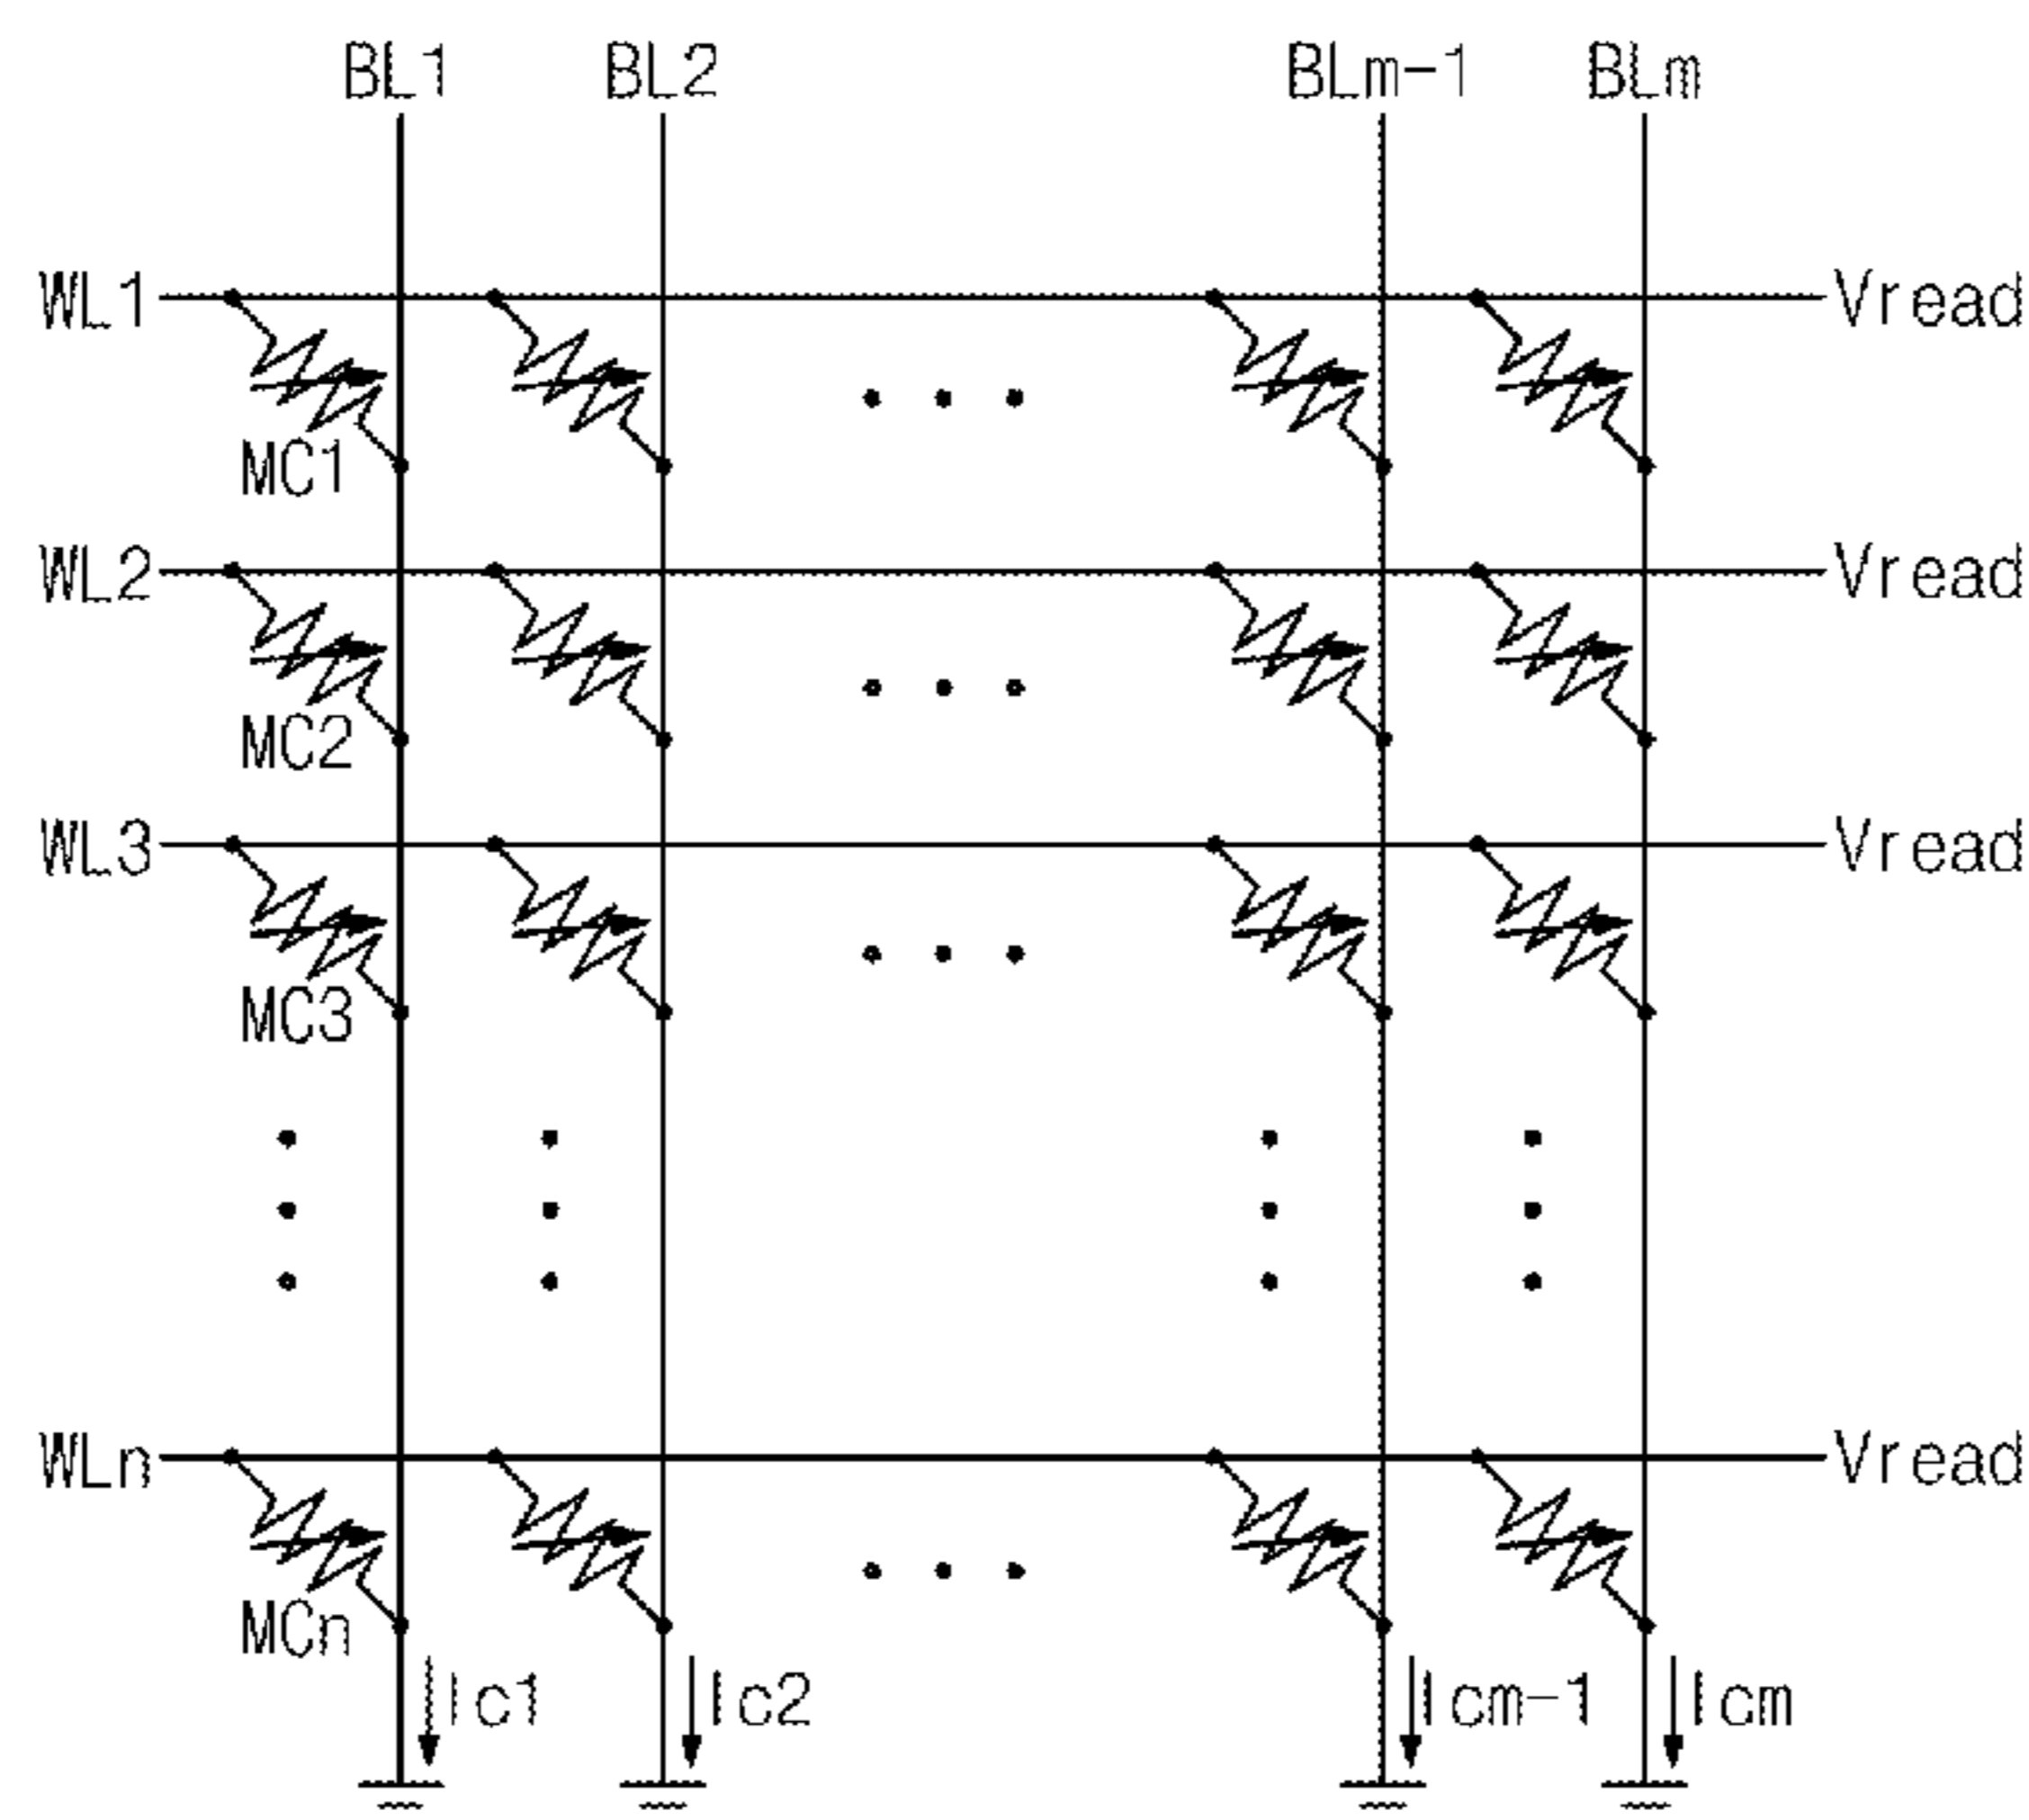 BL1 BL2 BLm-1 BLm
WL1 Vread
MC1
WL2 Vread
MC2
WL3 Vread
MC3
WLn Vread
MCn
Ic1 Ic2 Icm-1 Icm